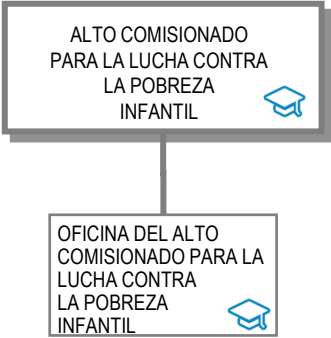 ALTO COMISIONADO
PARA LA LUCHA CONTRA
LA POBREZA
INFANTIL
OFICINA DEL ALTO
COMISIONADO PARA LA
LUCHA CONTRA
LA POBREZA
INFANTIL